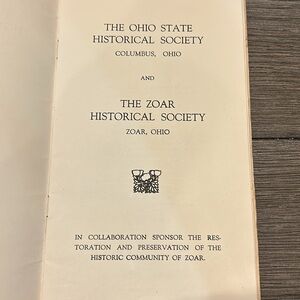 THE OHIO STATE
HISTORICAL SOCIETY
COLUMBUS, OHIO
AND
THE ZOAR
HISTORICAL SOCIETY
ZOAR, OHIO
IN COLLABORATION SPONSOR THE RES-
TORATION AND PRESERVATION OF THE
HISTORIC COMMUNITY OF ZOAR.